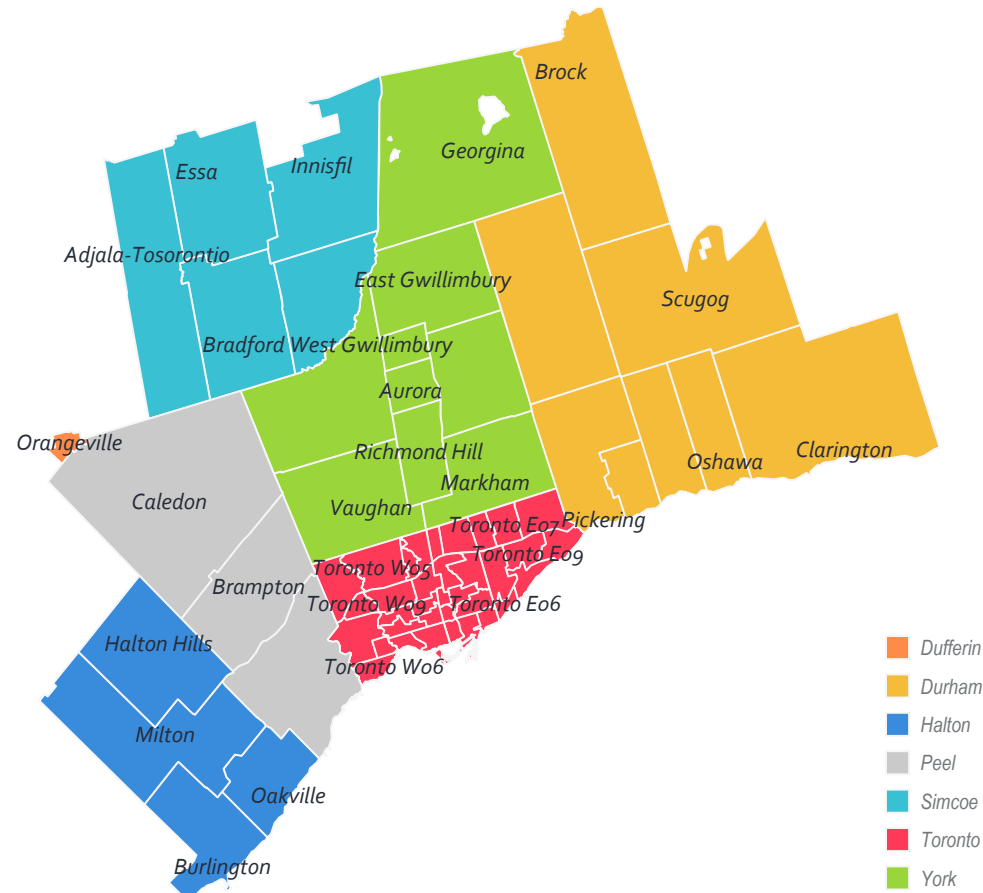 Brock
Georgina
Innisfil
Essa
Adjala-Tosorontio
East Gwillimbury
Scugog
Bradford West Gwillimbury
Aurora
Orangeville
Richmond Hill
Clarington
Oshawa
Markham
Caledon
Vaughan
Pickering
Toronto E07
Toronto E09
Toronto W05
Brampton
Toronto W09
Toronto E06
Halton Hills
Toronto W06
Milton
Oakville
Burlington
Dufferin
Durham
Halton
Peel
Simcoe
Toronto
York